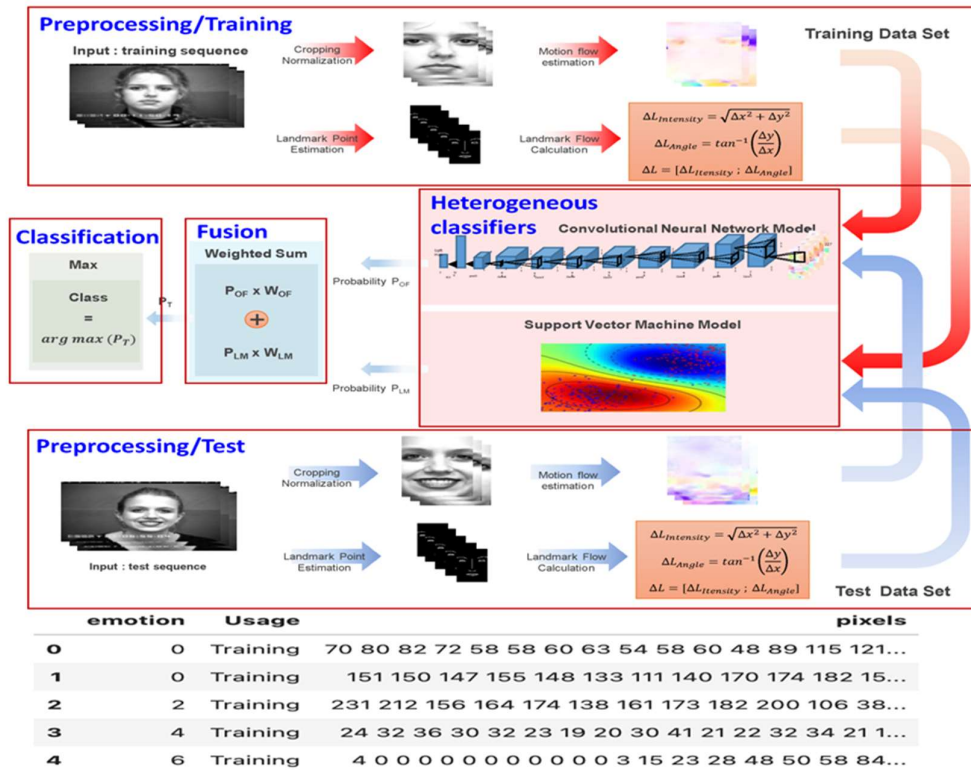 Preprocessing/Training
Input : training sequence
Cropping
Normalization
Motion flow
estimation
Training Data Set
Landmark Point
Estimation
Landmark Flow
Calculation
ΔL_Intensity = √Δx² + Δy²
ΔL_Angle = tan⁻¹(Δy/Δx)
ΔL = [ΔL_Itensity ; ΔL_Angle]
Classification
Max
Class
=
arg max (P_T)
P_T
Fusion
Weighted Sum
P_OF x W_OF
+
P_LM x W_LM
Probability P_OF
Probability P_LM
Heterogeneous
classifiers
Convolutional Neural Network Model
Support Vector Machine Model
Preprocessing/Test
Input : test sequence
Cropping
Normalization
Motion flow
estimation
Landmark Point
Estimation
Landmark Flow
Calculation
ΔL_Intensity = √Δx² + Δy²
ΔL_Angle = tan⁻¹(Δy/Δx)
ΔL = [ΔL_Itensity ; ΔL_Angle]
Test Data Set
emotion Usage pixels
0 0 Training 70 80 82 72 58 58 60 63 54 58 60 48 89 115 121...
1 0 Training 151 150 147 155 148 133 111 140 170 174 182 15...
2 2 Training 231 212 156 164 174 138 161 173 182 200 106 38...
3 4 Training 24 32 36 30 32 23 19 20 30 41 21 22 32 34 21 1...
4 6 Training 4 0 0 0 0 0 0 0 0 0 0 0 3 15 23 28 48 50 58 84...